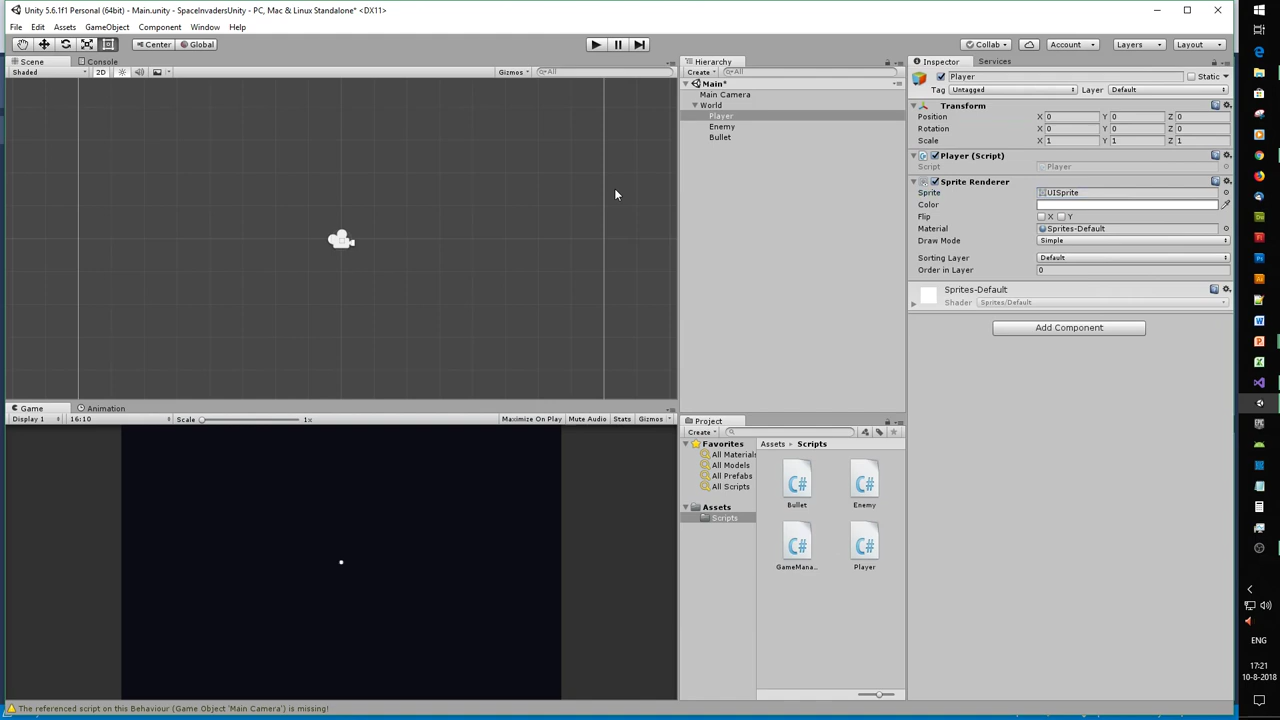 Unity 5.6.1f1 Personal (64bit) - Main.unity - SpaceInvadersUnity - PC, Mac & Linux Standalone* <DX11>
File Edit Assets GameObject Component Window Help
Center Global Collab Account Layers Layout
Scene Console
Shaded 2D Gizmos All
Hierarchy
Create All
Main*
Main Camera
World
Player
Enemy
Bullet
Inspector Services
Player Static
Tag Untagged Layer Default
Transform
Position X 0 Y 0 Z 0
Rotation X 0 Y 0 Z 0
Scale X 1 Y 1 Z 1
Player (Script)
Script Player
Sprite Renderer
Sprite UISprite
Color
Flip X Y
Material Sprites-Default
Draw Mode Simple
Sorting Layer Default
Order in Layer 0
Sprites-Default
Shader Sprites/Default
Add Component
Game Animation
Display 1 16:10 Scale 1x Maximize On Play Mute Audio Stats Gizmos
Project
Create
Favorites
All Materials
All Models
All Prefabs
All Scripts
Assets
Scripts
Assets Scripts
C# C#
Bullet Enemy
C# C#
GameMana... Player
The referenced script on this Behaviour (Game Object 'Main Camera') is missing!
ENG
17:21
10-8-2018